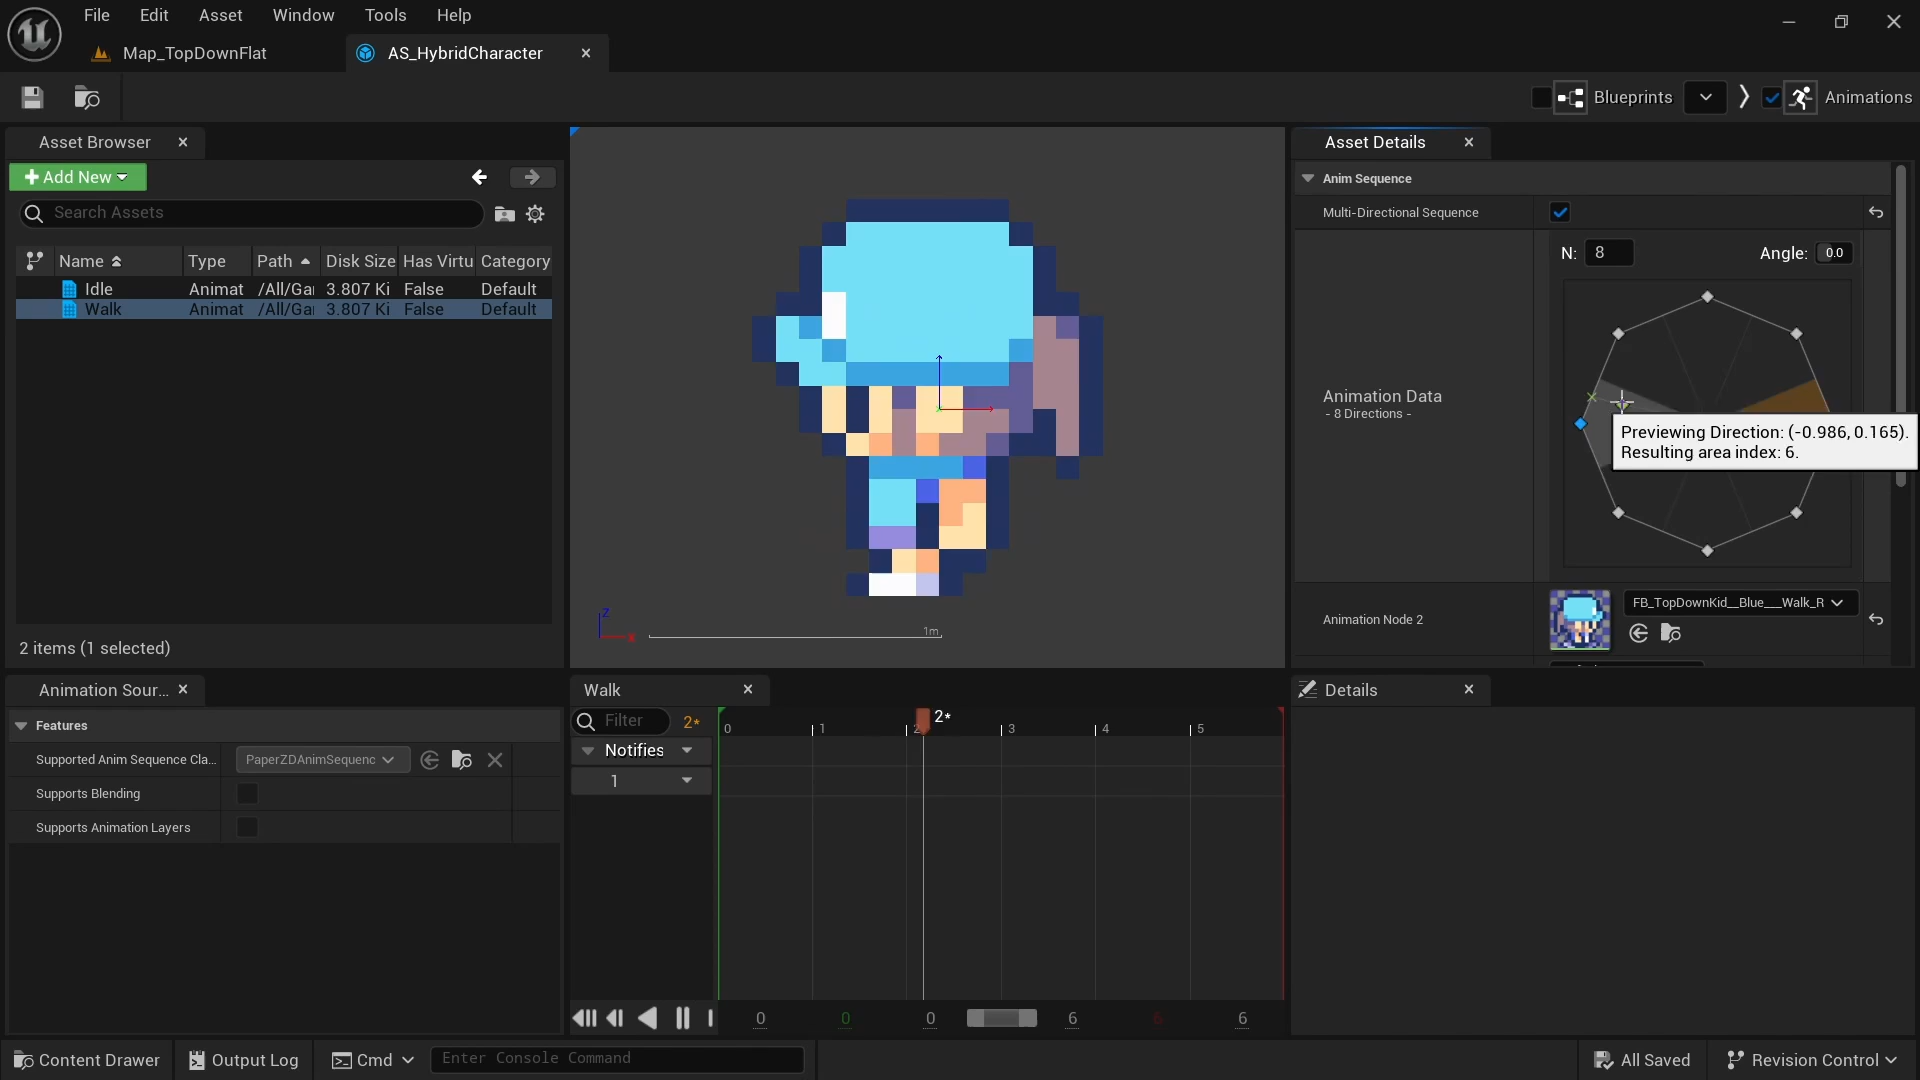 File Edit Asset Window Tools Help
Map_TopDownFlat
AS_HybridCharacter
Blueprints
Animations
Asset Browser
Add New
Search Assets
Name Type Path Disk Size Has Virtu Category
Idle Animat /All/Gai 3.807 Ki False Default
Walk Animat /All/Gai 3.807 Ki False Default
2 items (1 selected)
z
x
1m
Asset Details
Anim Sequence
Multi-Directional Sequence
N: 8 Angle: 0.0
Animation Data
- 8 Directions -
Previewing Direction: (-0.986, 0.165).
Resulting area index: 6.
Animation Node 2
FB_TopDownKid__Blue___Walk_R
Animation Sour...
Features
Supported Anim Sequence Cla...
PaperZDAnimSequenc
Supports Blending
Supports Animation Layers
Walk
Filter
2*
2*
0 1 2 3 4 5
Notifies
1
0 0 0 6 6 6
Details
Content Drawer
Output Log
Cmd
Enter Console Command
All Saved
Revision Control